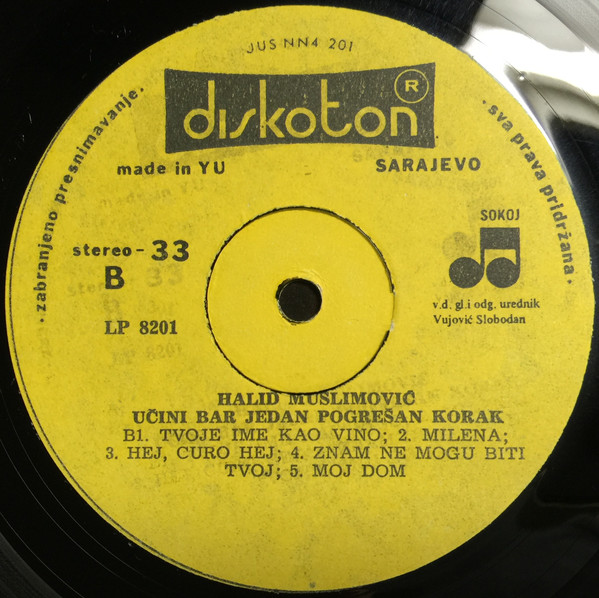 JUS NN4 201
diskoton ®
· zabranjeno presnimavanje ·
· sva prava pridržana ·
made in YU
SARAJEVO
stereo - 33
B
LP 8201
SOKOJ
v.d. gl.i odg. urednik
Vujović Slobodan
HALID MUSLIMOVIĆ
UČINI BAR JEDAN POGREŠAN KORAK
B1. TVOJE IME KAO VINO; 2. MILENA;
3. HEJ, CURO HEJ; 4. ZNAM NE MOGU BITI
TVOJ; 5. MOJ DOM